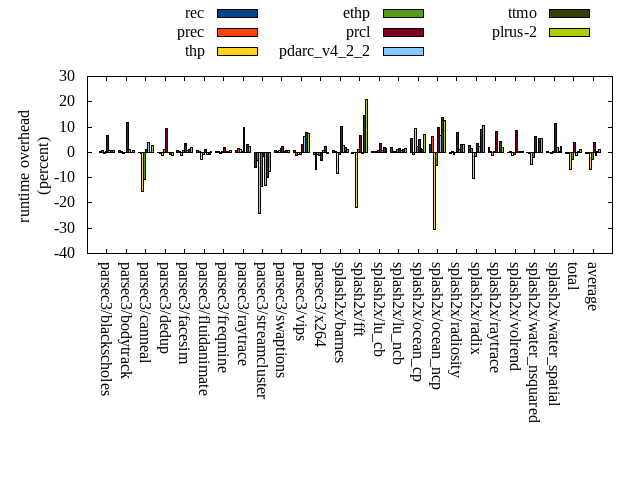 rec
prec
thp
ethp
prcl
pdarc_v4_2_2
ttmo
plrus-2
runtime overhead
(percent)
30
20
10
0
-10
-20
-30
-40
parsec3/blackscholes
parsec3/bodytrack
parsec3/canneal
parsec3/dedup
parsec3/facesim
parsec3/fluidanimate
parsec3/freqmine
parsec3/raytrace
parsec3/streamcluster
parsec3/swaptions
parsec3/vips
parsec3/x264
splash2x/barnes
splash2x/fft
splash2x/lu_cb
splash2x/lu_ncb
splash2x/ocean_cp
splash2x/ocean_ncp
splash2x/radiosity
splash2x/radix
splash2x/raytrace
splash2x/volrend
splash2x/water_nsquared
splash2x/water_spatial
total
average